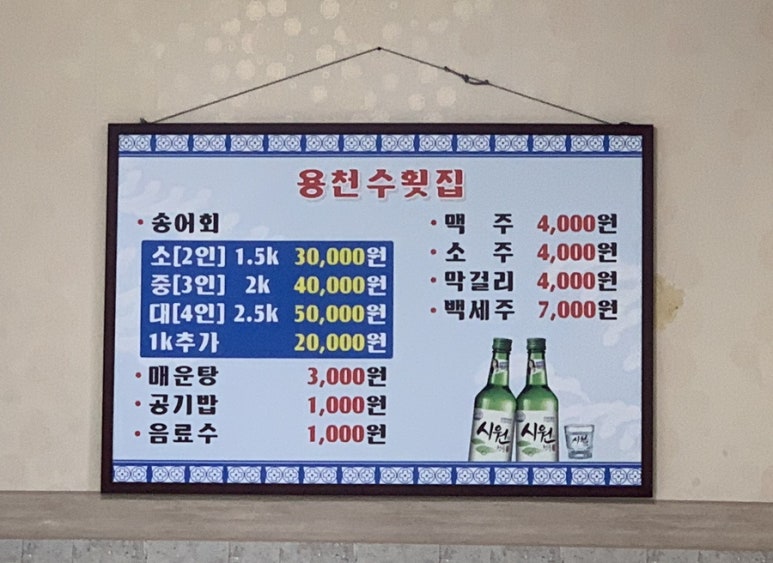 용천수횟집
• 송어회
소[2인] 1.5k 30,000원
중[3인] 2k 40,000원
대[4인] 2.5k 50,000원
1k추가 20,000원
• 매운탕 3,000원
• 공기밥 1,000원
• 음료수 1,000원
• 맥 주 4,000원
• 소 주 4,000원
• 막걸리 4,000원
• 백세주 7,000원
시원 시원